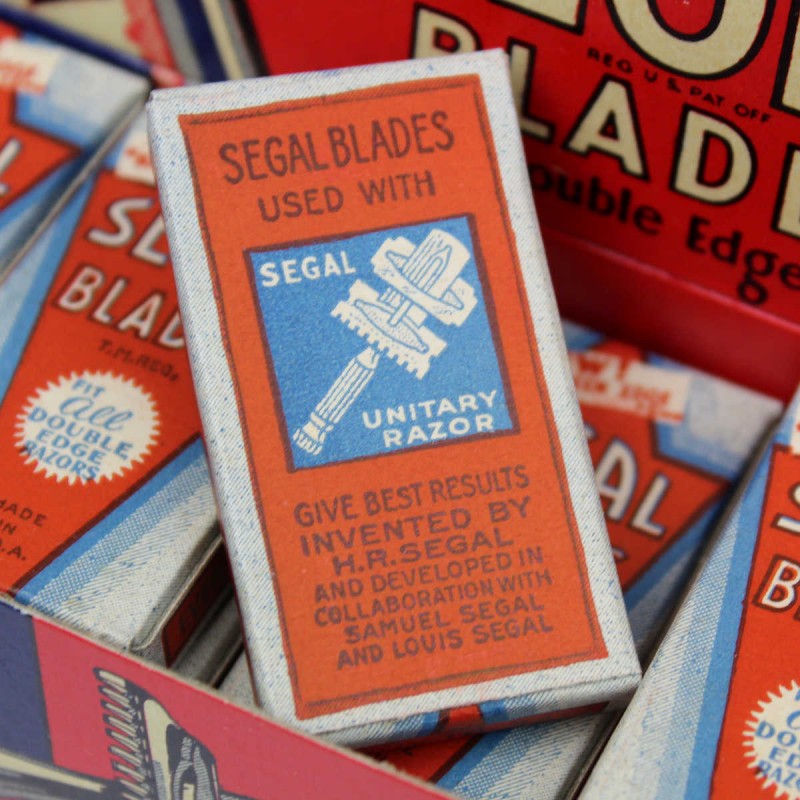 BLADE
REG U S. PAT OFF
Double Edge
SEGAL BLADES
USED WITH
SEGAL
UNITARY
RAZOR
GIVE BEST RESULTS
INVENTED BY
H.R. SEGAL
AND DEVELOPED IN
COLLABORATION WITH
SAMUEL SEGAL
AND LOUIS SEGAL
BLAD
T.M.REG.
FIT
all
DOUBLE
EDGE
RAZORS
MADE
IN
U.S.A.
GAL